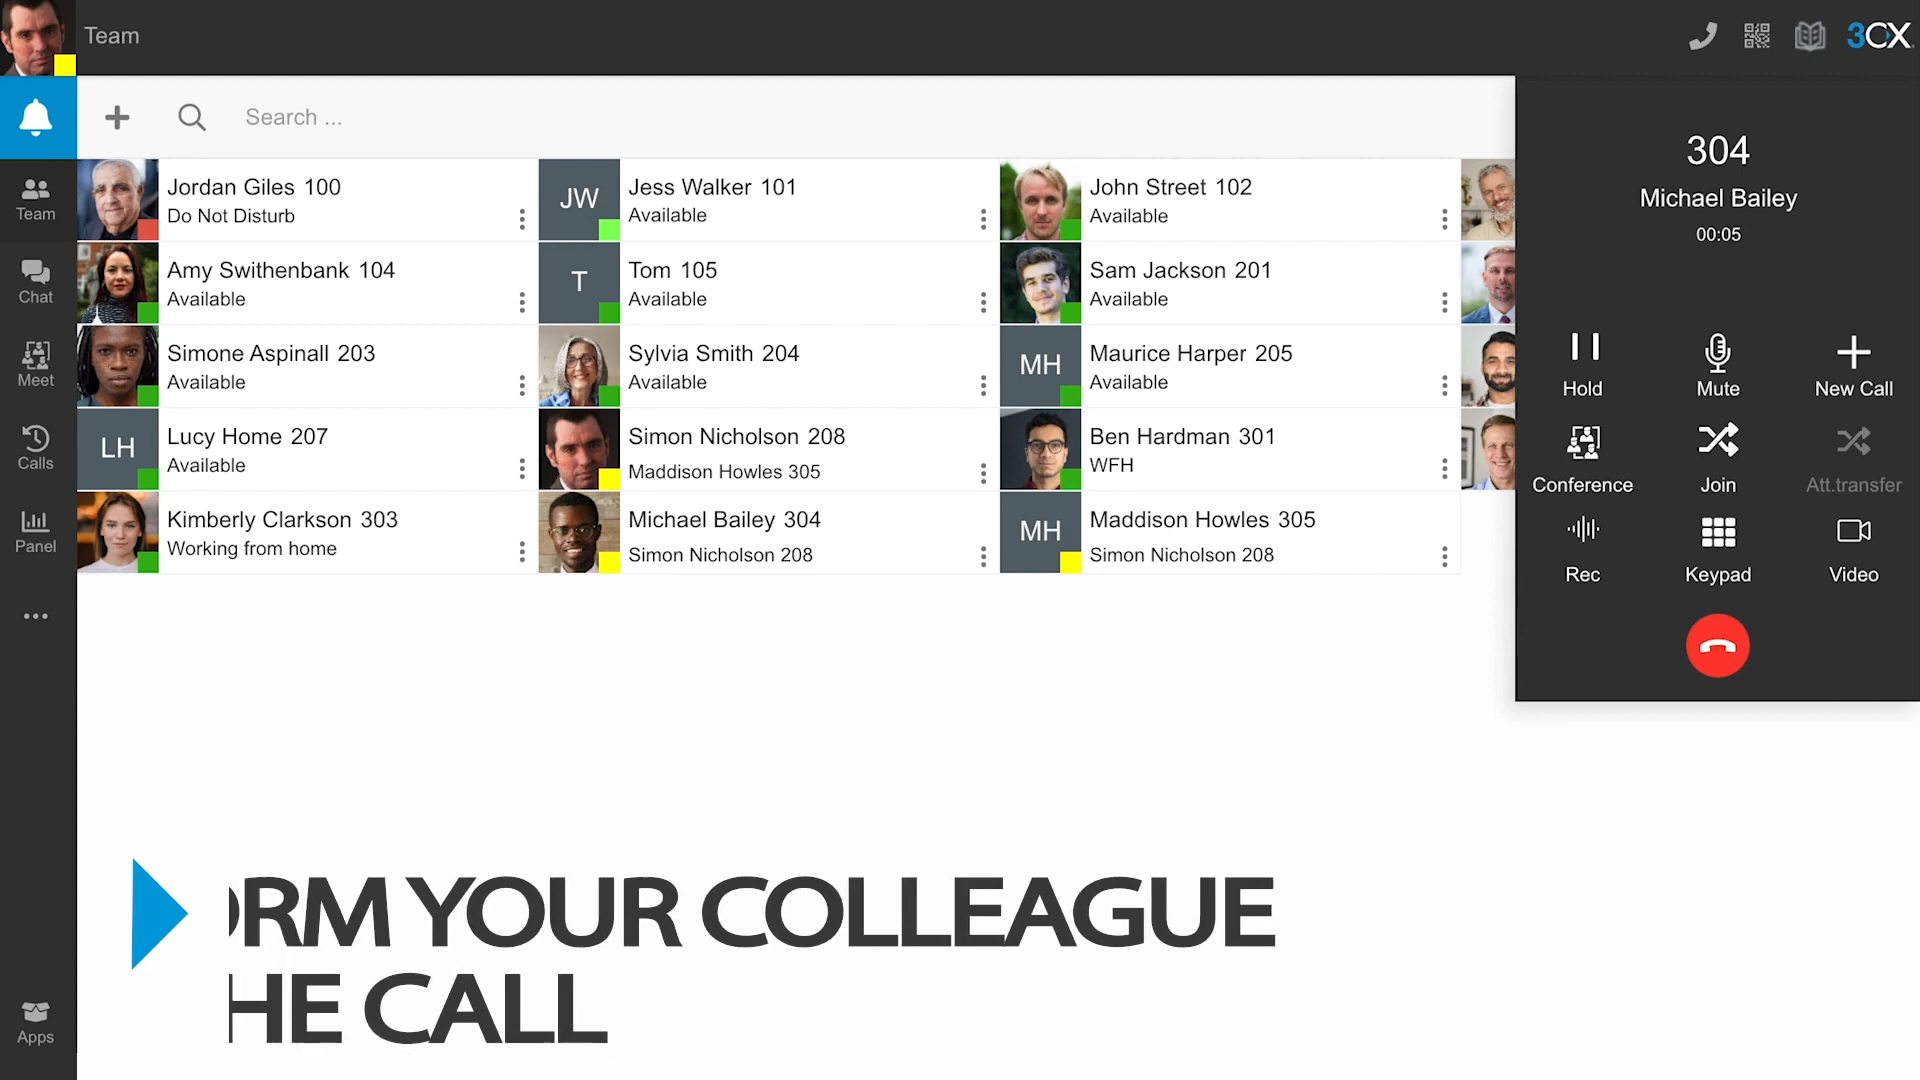 Team
3CX
Search ...
Jordan Giles 100
Do Not Disturb
JW
Jess Walker 101
Available
John Street 102
Available
Amy Swithenbank 104
Available
T
Tom 105
Available
Sam Jackson 201
Available
Simone Aspinall 203
Available
Sylvia Smith 204
Available
MH
Maurice Harper 205
Available
LH
Lucy Home 207
Available
Simon Nicholson 208
Maddison Howles 305
Ben Hardman 301
WFH
Kimberly Clarkson 303
Working from home
Michael Bailey 304
Simon Nicholson 208
MH
Maddison Howles 305
Simon Nicholson 208
Team
Chat
Meet
Calls
Panel
Apps
304
Michael Bailey
00:05
Hold
Mute
New Call
Conference
Join
Att.transfer
Rec
Keypad
Video
ORM YOUR COLLEAGUE
HE CALL